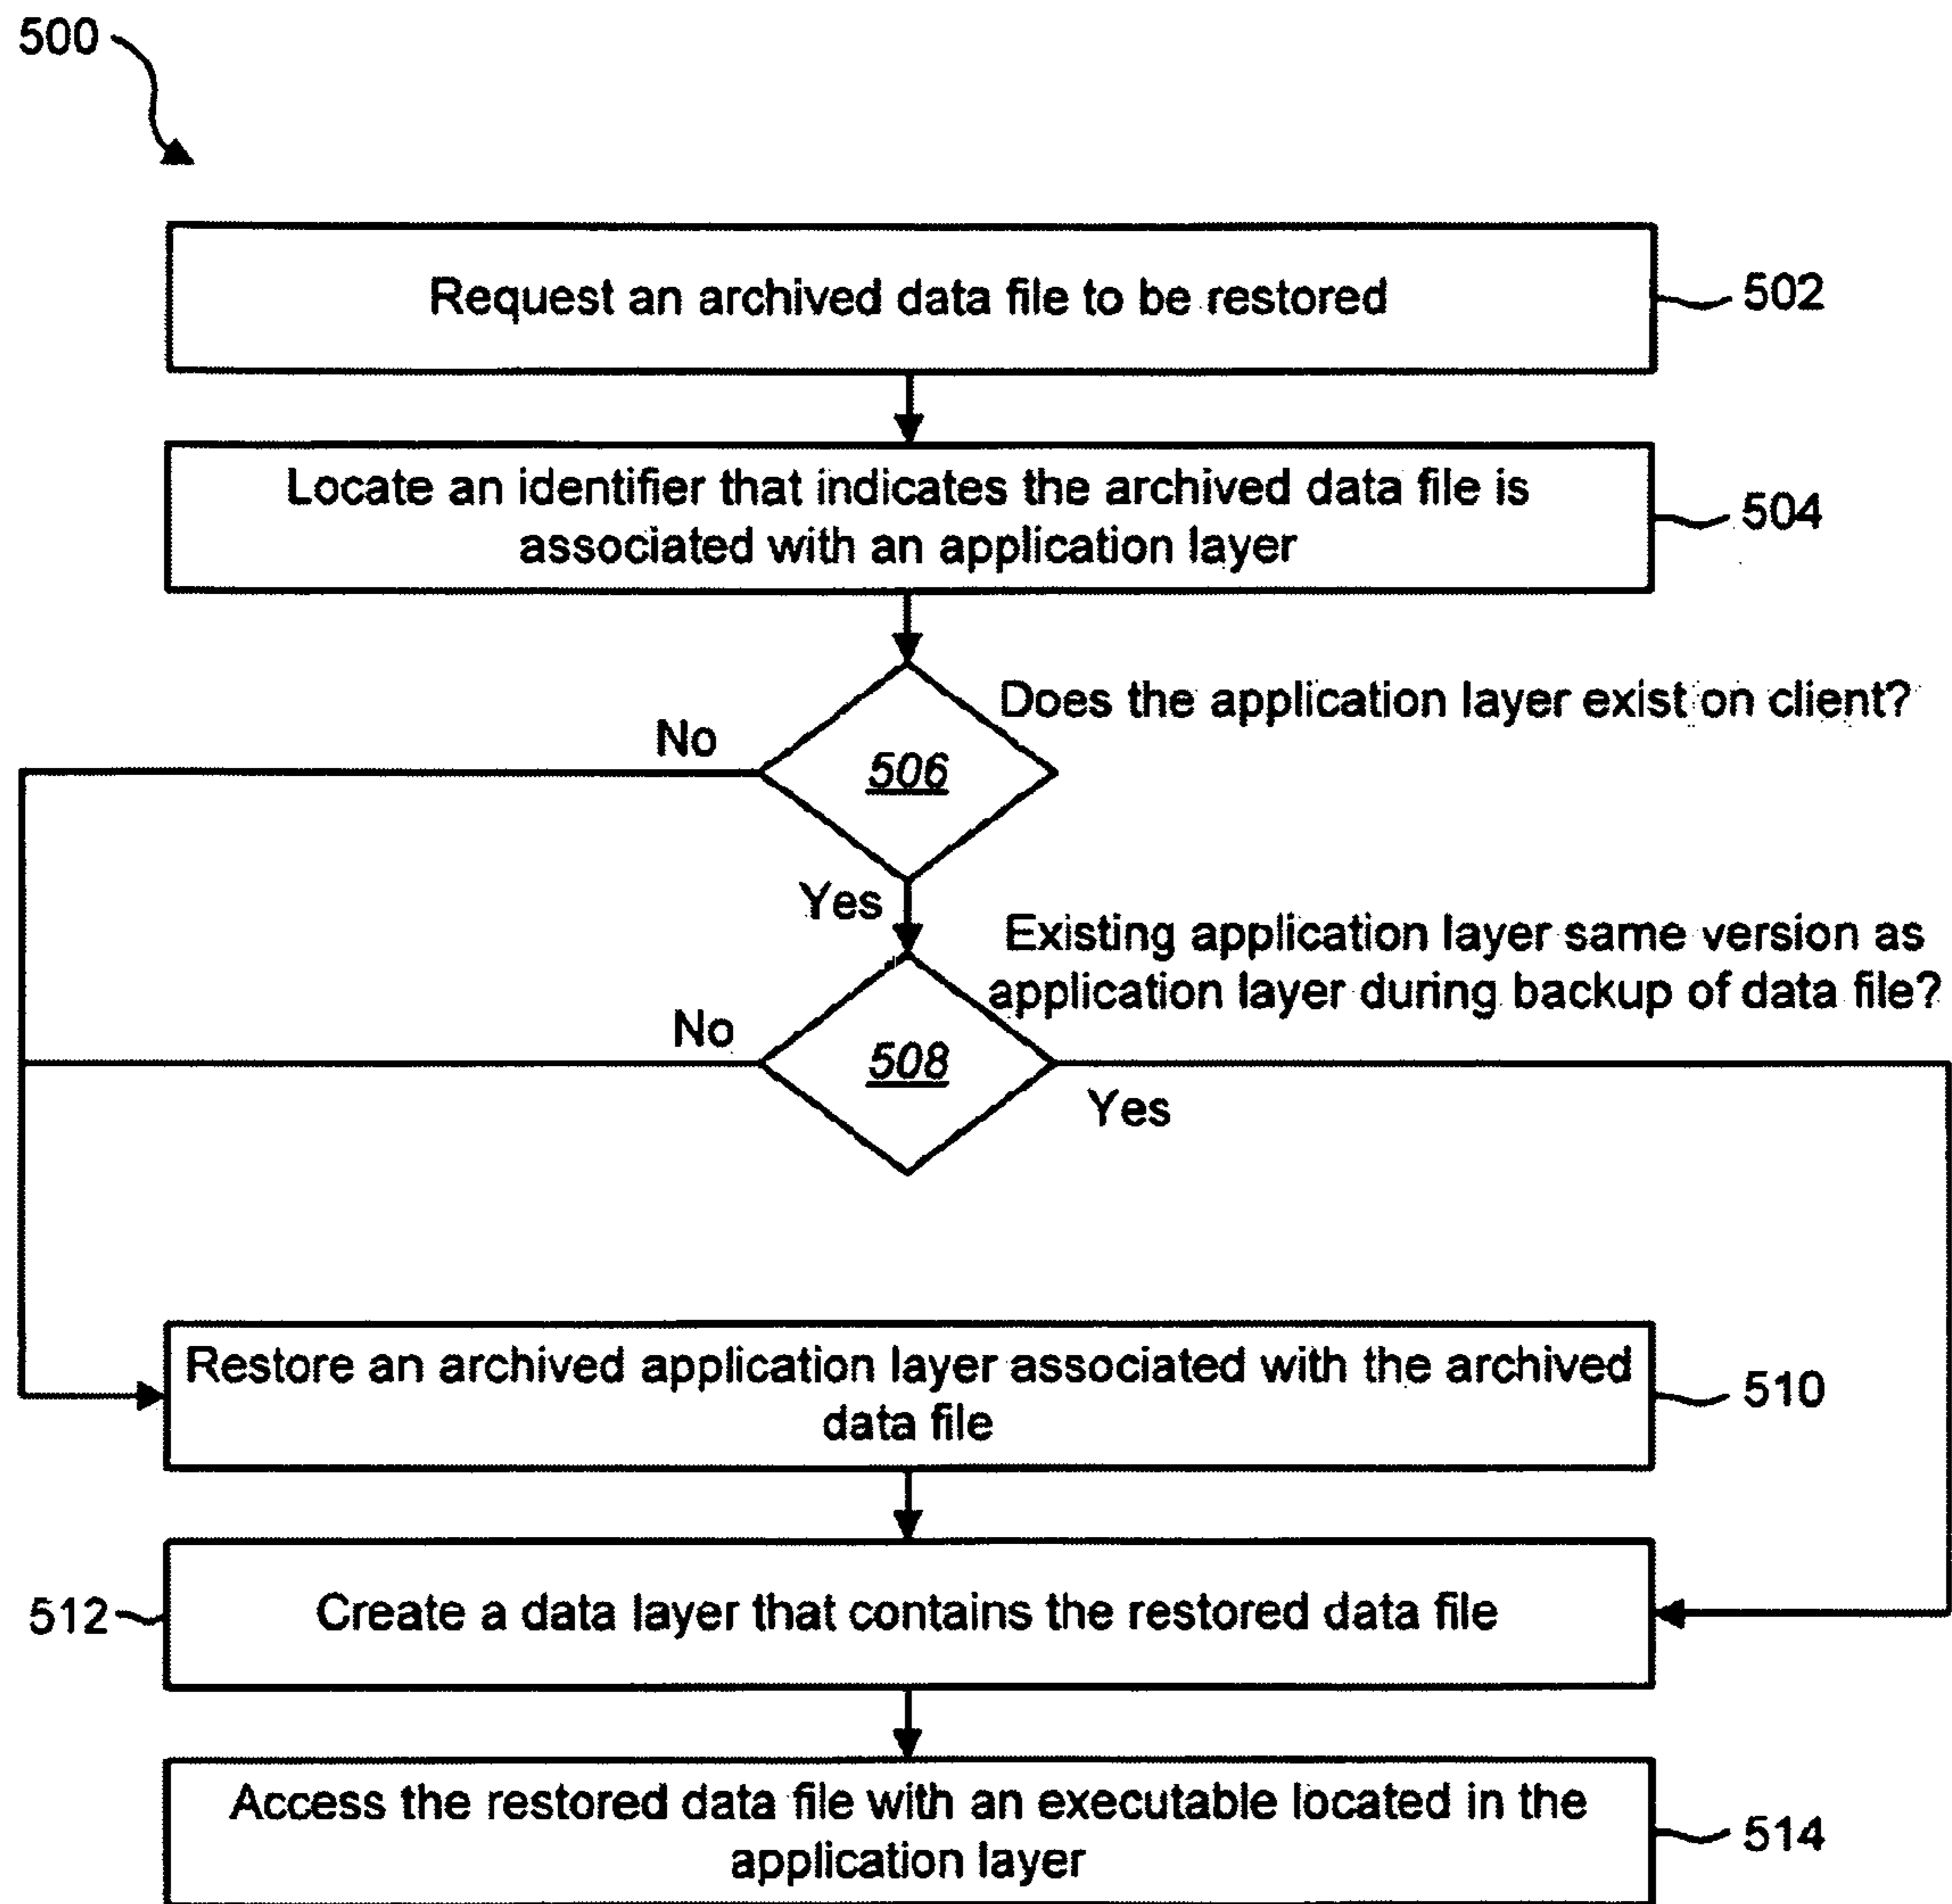 500
Request an archived data file to be restored
502
Locate an identifier that indicates the archived data file is
associated with an application layer
504
Does the application layer exist on client?
No
506
Yes
Existing application layer same version as
application layer during backup of data file?
No
508
Yes
Restore an archived application layer associated with the archived
data file
510
512
Create a data layer that contains the restored data file
Access the restored data file with an executable located in the
application layer
514